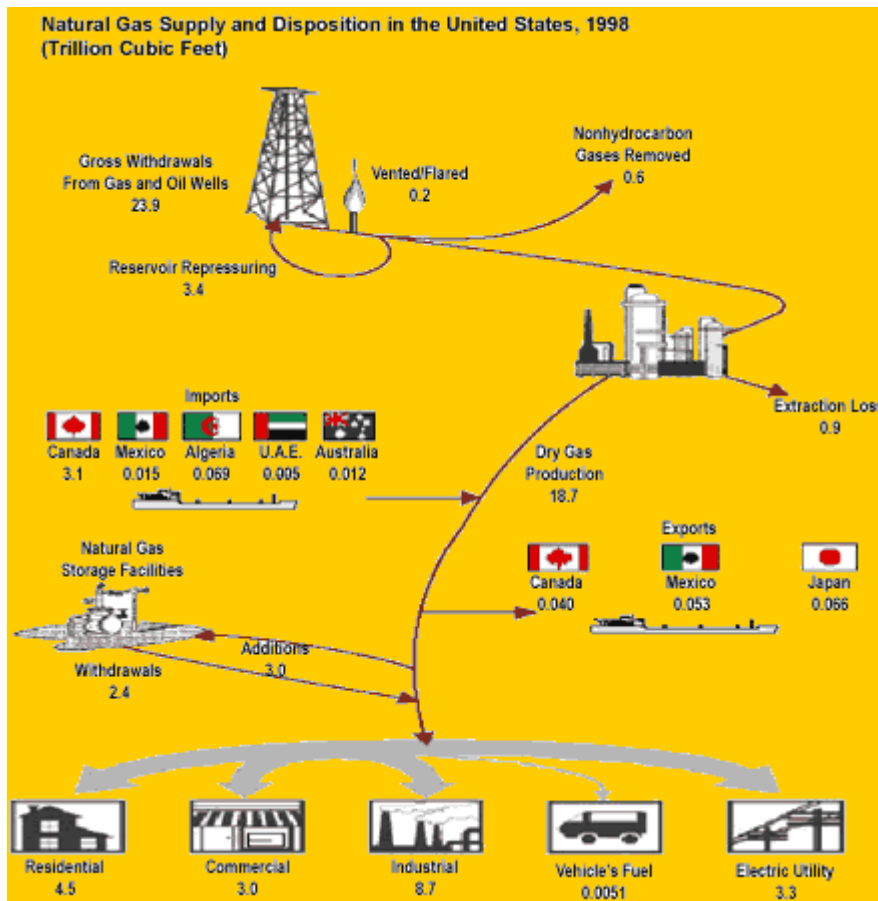 Natural Gas Supply and Disposition in the United States, 1998
(Trillion Cubic Feet)
Gross Withdrawals
From Gas and Oil Wells
23.9
Vented/Flared
0.2
Nonhydrocarbon
Gases Removed
0.6
Reservoir Repressuring
3.4
Extraction Loss
0.9
Imports
Canada
3.1
Mexico
0.015
Algeria
0.069
U.A.E.
0.005
Australia
0.012
Dry Gas
Production
18.7
Exports
Canada
0.040
Mexico
0.053
Japan
0.066
Natural Gas
Storage Facilities
Additions
3.0
Withdrawals
2.4
Residential
4.5
Commercial
3.0
Industrial
8.7
Vehicle's Fuel
0.0051
Electric Utility
3.3